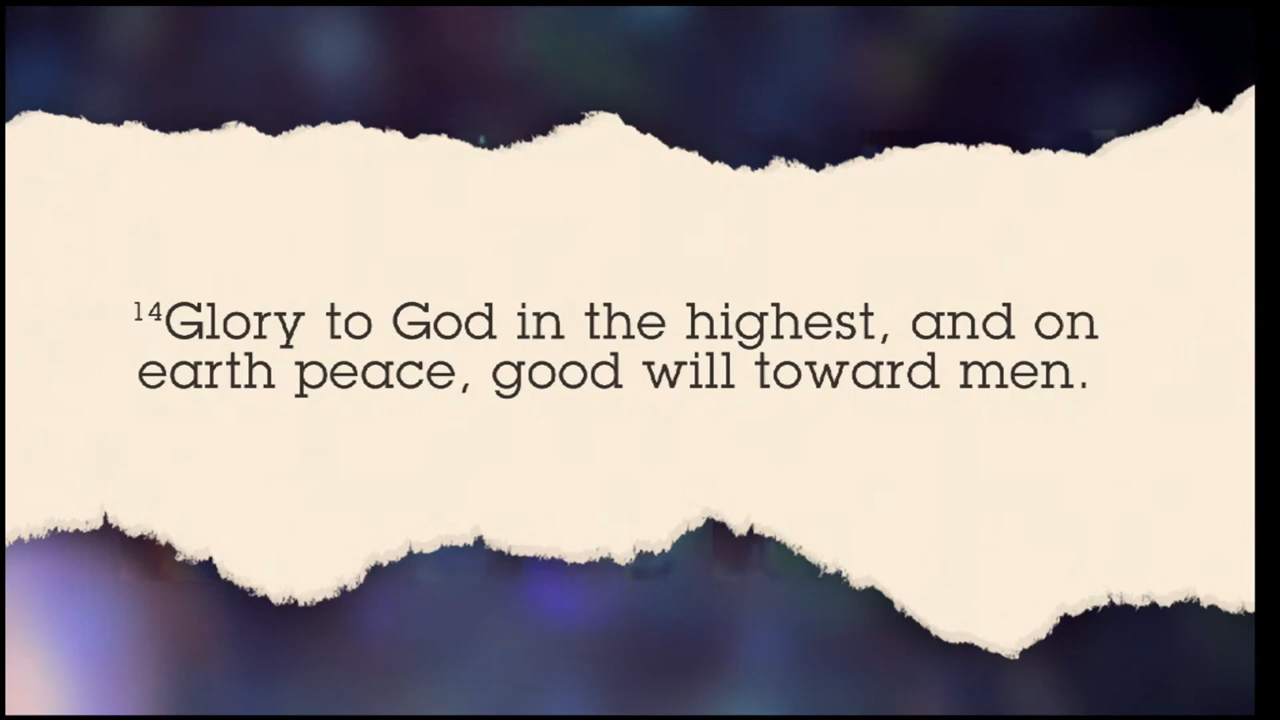 ¹⁴Glory to God in the highest, and on
earth peace, good will toward men.